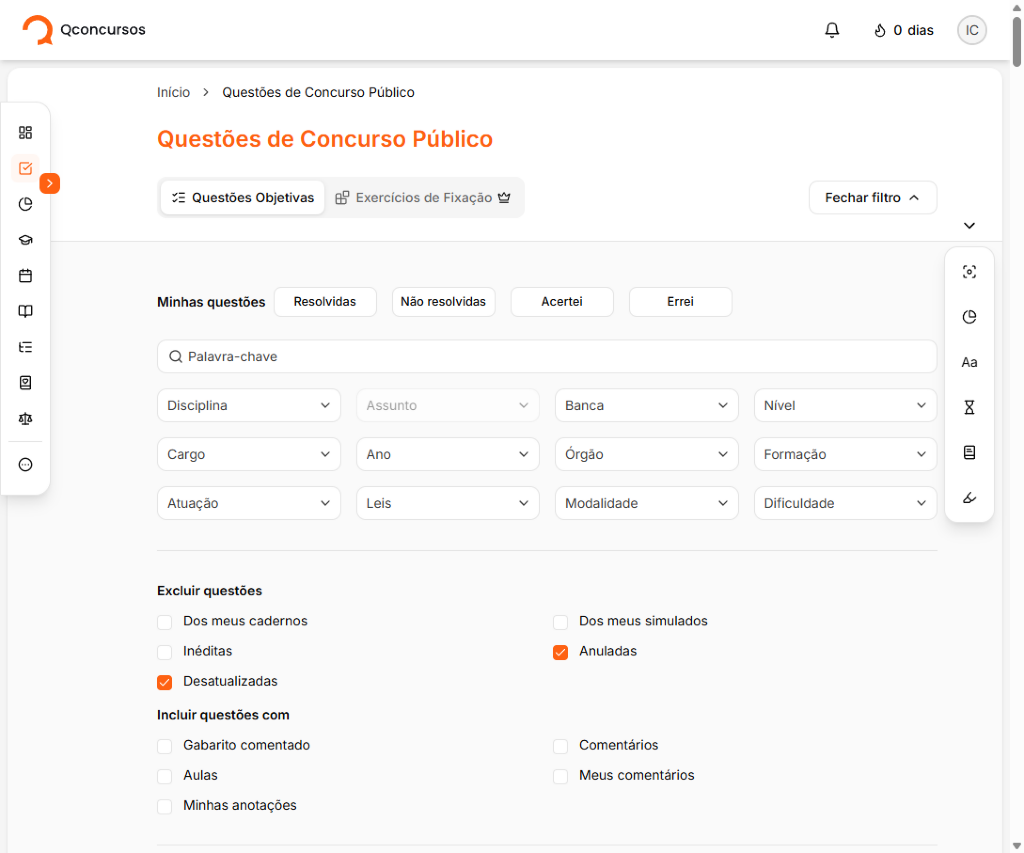 Qconcursos
0 dias
IC
Início > Questões de Concurso Público
Questões de Concurso Público
Questões Objetivas
Exercícios de Fixação
Fechar filtro
Minhas questões
Resolvidas
Não resolvidas
Acertei
Errei
Palavra-chave
Disciplina
Assunto
Banca
Nível
Aa
Cargo
Ano
Órgão
Formação
Atuação
Leis
Modalidade
Dificuldade
Excluir questões
Dos meus cadernos
Dos meus simulados
Inéditas
Anuladas
Desatualizadas
Incluir questões com
Gabarito comentado
Comentários
Aulas
Meus comentários
Minhas anotações